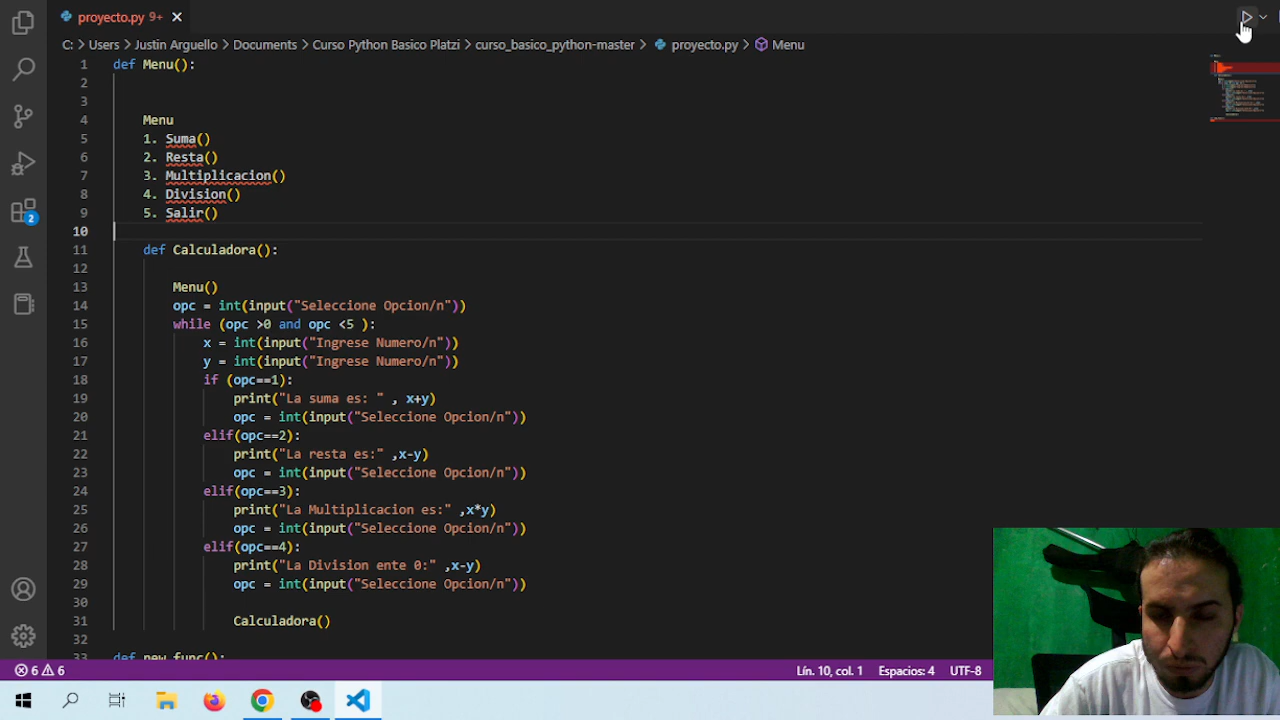 proyecto.py 9+
C: > Users > Justin Arguello > Documents > Curso Python Basico Platzi > curso_basico_python-master > proyecto.py > Menu
1 def Menu():
2
3
4 Menu
5 1. Suma()
6 2. Resta()
7 3. Multiplicacion()
8 4. Division()
9 5. Salir()
10
11 def Calculadora():
12
13 Menu()
14 opc = int(input("Seleccione Opcion/n"))
15 while (opc >0 and opc <5 ):
16 x = int(input("Ingrese Numero/n"))
17 y = int(input("Ingrese Numero/n"))
18 if (opc==1):
19 print("La suma es: " , x+y)
20 opc = int(input("Seleccione Opcion/n"))
21 elif(opc==2):
22 print("La resta es:" ,x-y)
23 opc = int(input("Seleccione Opcion/n"))
24 elif(opc==3):
25 print("La Multiplicacion es:" ,x*y)
26 opc = int(input("Seleccione Opcion/n"))
27 elif(opc==4):
28 print("La Division ente 0:" ,x-y)
29 opc = int(input("Seleccione Opcion/n"))
30
31 Calculadora()
32
33 def new_func():
2
6 6
Lín. 10, col. 1 Espacios: 4 UTF-8